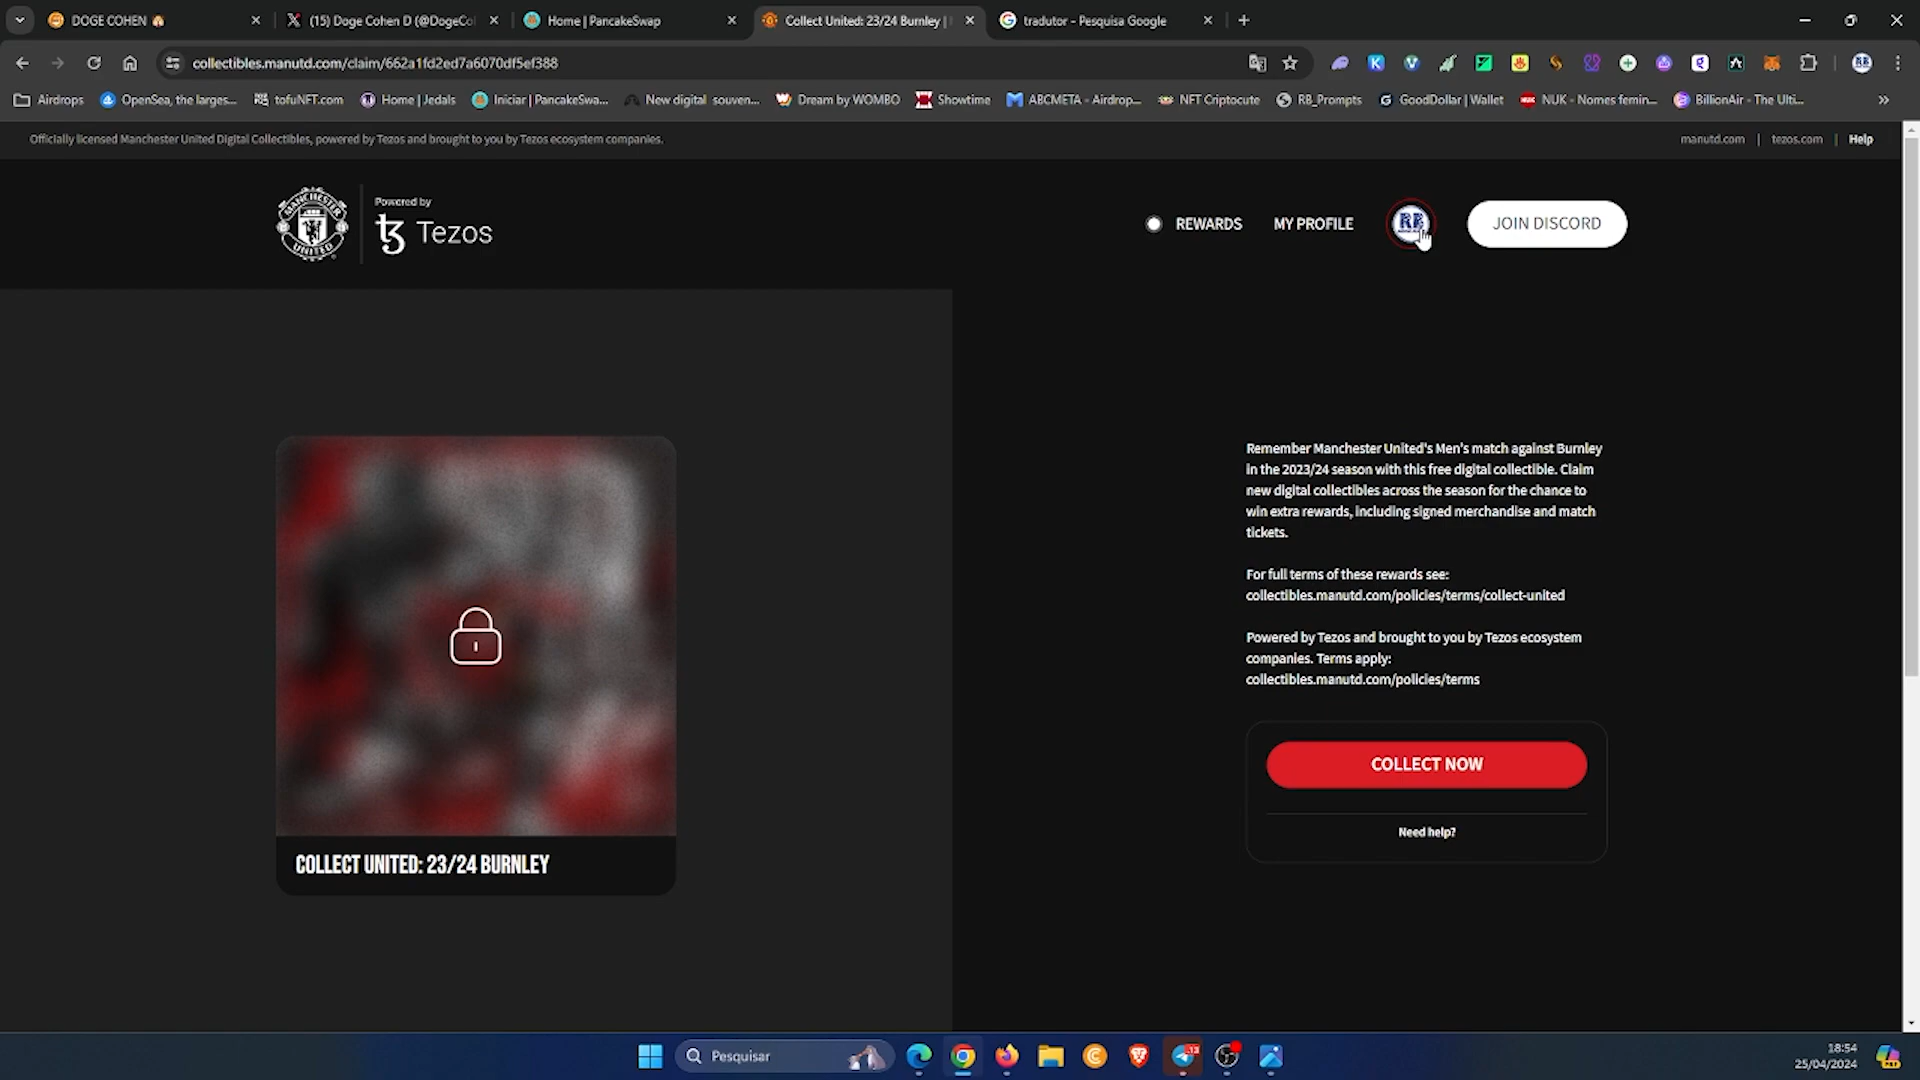 DOGE COHEN
(15) Doge Cohen D (@DogeCo
Home | PancakeSwap
Collect United: 23/24 Burnley |
tradutor - Pesquisa Google
collectibles.manutd.com/claim/662a1fd2ed7a6070df5ef388
Airdrops
OpenSea, the larges...
tofuNFT.com
Home | Jedals
Iniciar | PancakeSwa...
New digital souven...
Dream by WOMBO
Showtime
ABCMETA - Airdrop...
NFT Criptocute
RB_Prompts
GoodDollar | Wallet
NUK - Nomes femin...
BillionAir - The Ulti...
Officially licensed Manchester United Digital Collectibles, powered by Tezos and brought to you by Tezos ecosystem companies.
manutd.com | tezos.com | Help
MANCHESTER
UNITED
Powered by
Tezos
REWARDS
MY PROFILE
RB
JOIN DISCORD
Remember Manchester United's Men's match against Burnley
in the 2023/24 season with this free digital collectible. Claim
new digital collectibles across the season for the chance to
win extra rewards, including signed merchandise and match
tickets.
For full terms of these rewards see:
collectibles.manutd.com/policies/terms/collect-united
Powered by Tezos and brought to you by Tezos ecosystem
companies. Terms apply:
collectibles.manutd.com/policies/terms
COLLECT NOW
Need help?
COLLECT UNITED: 23/24 BURNLEY
Pesquisar
18:54
25/04/2024